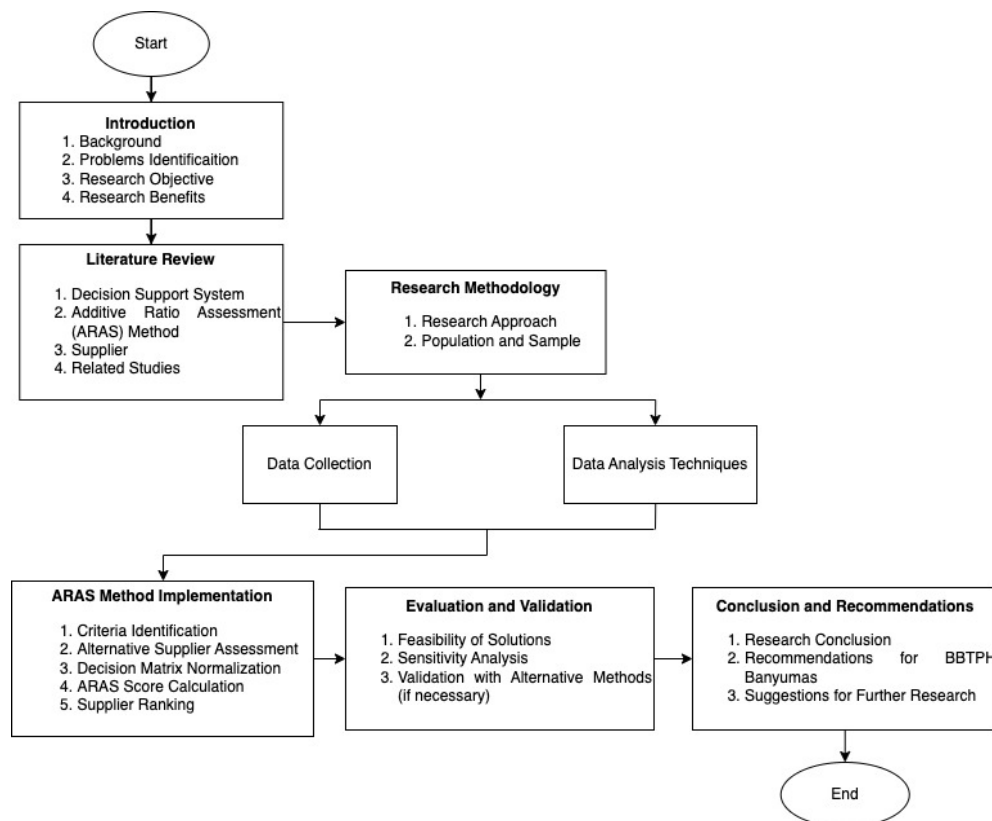 Start
Introduction
1. Background
2. Problems Identificaition
3. Research Objective
4. Research Benefits
Literature Review
1. Decision Support System
2. Additive Ratio Assessment
(ARAS) Method
3. Supplier
4. Related Studies
Research Methodology
1. Research Approach
2. Population and Sample
Data Collection
Data Analysis Techniques
ARAS Method Implementation
1. Criteria Identification
2. Alternative Supplier Assessment
3. Decision Matrix Normalization
4. ARAS Score Calculation
5. Supplier Ranking
Evaluation and Validation
1. Feasibility of Solutions
2. Sensitivity Analysis
3. Validation with Alternative Methods
(if necessary)
Conclusion and Recommendations
1. Research Conclusion
2. Recommendations for BBTPH
Banyumas
3. Suggestions for Further Research
End